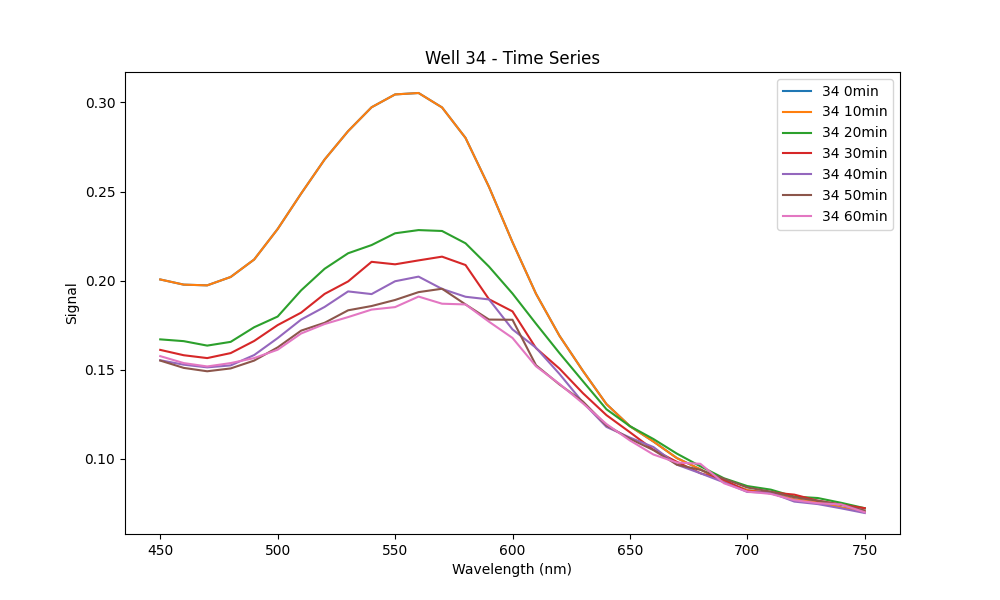 Well 34 - Time Series
34 0min
34 10min
34 20min
34 30min
34 40min
34 50min
34 60min
Signal
0.30
0.25
0.20
0.15
0.10
450 500 550 600 650 700 750
Wavelength (nm)